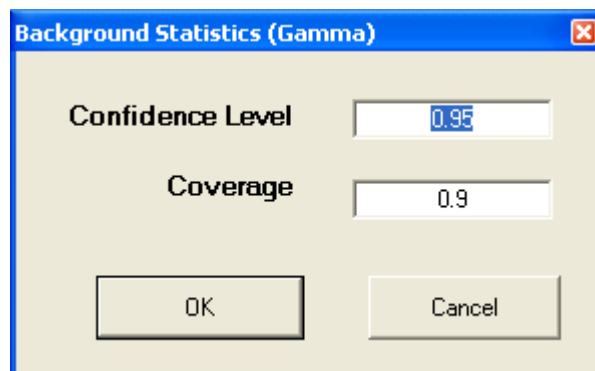 Background Statistics (Gamma)
Confidence Level 0.95
Coverage 0.9
OK Cancel